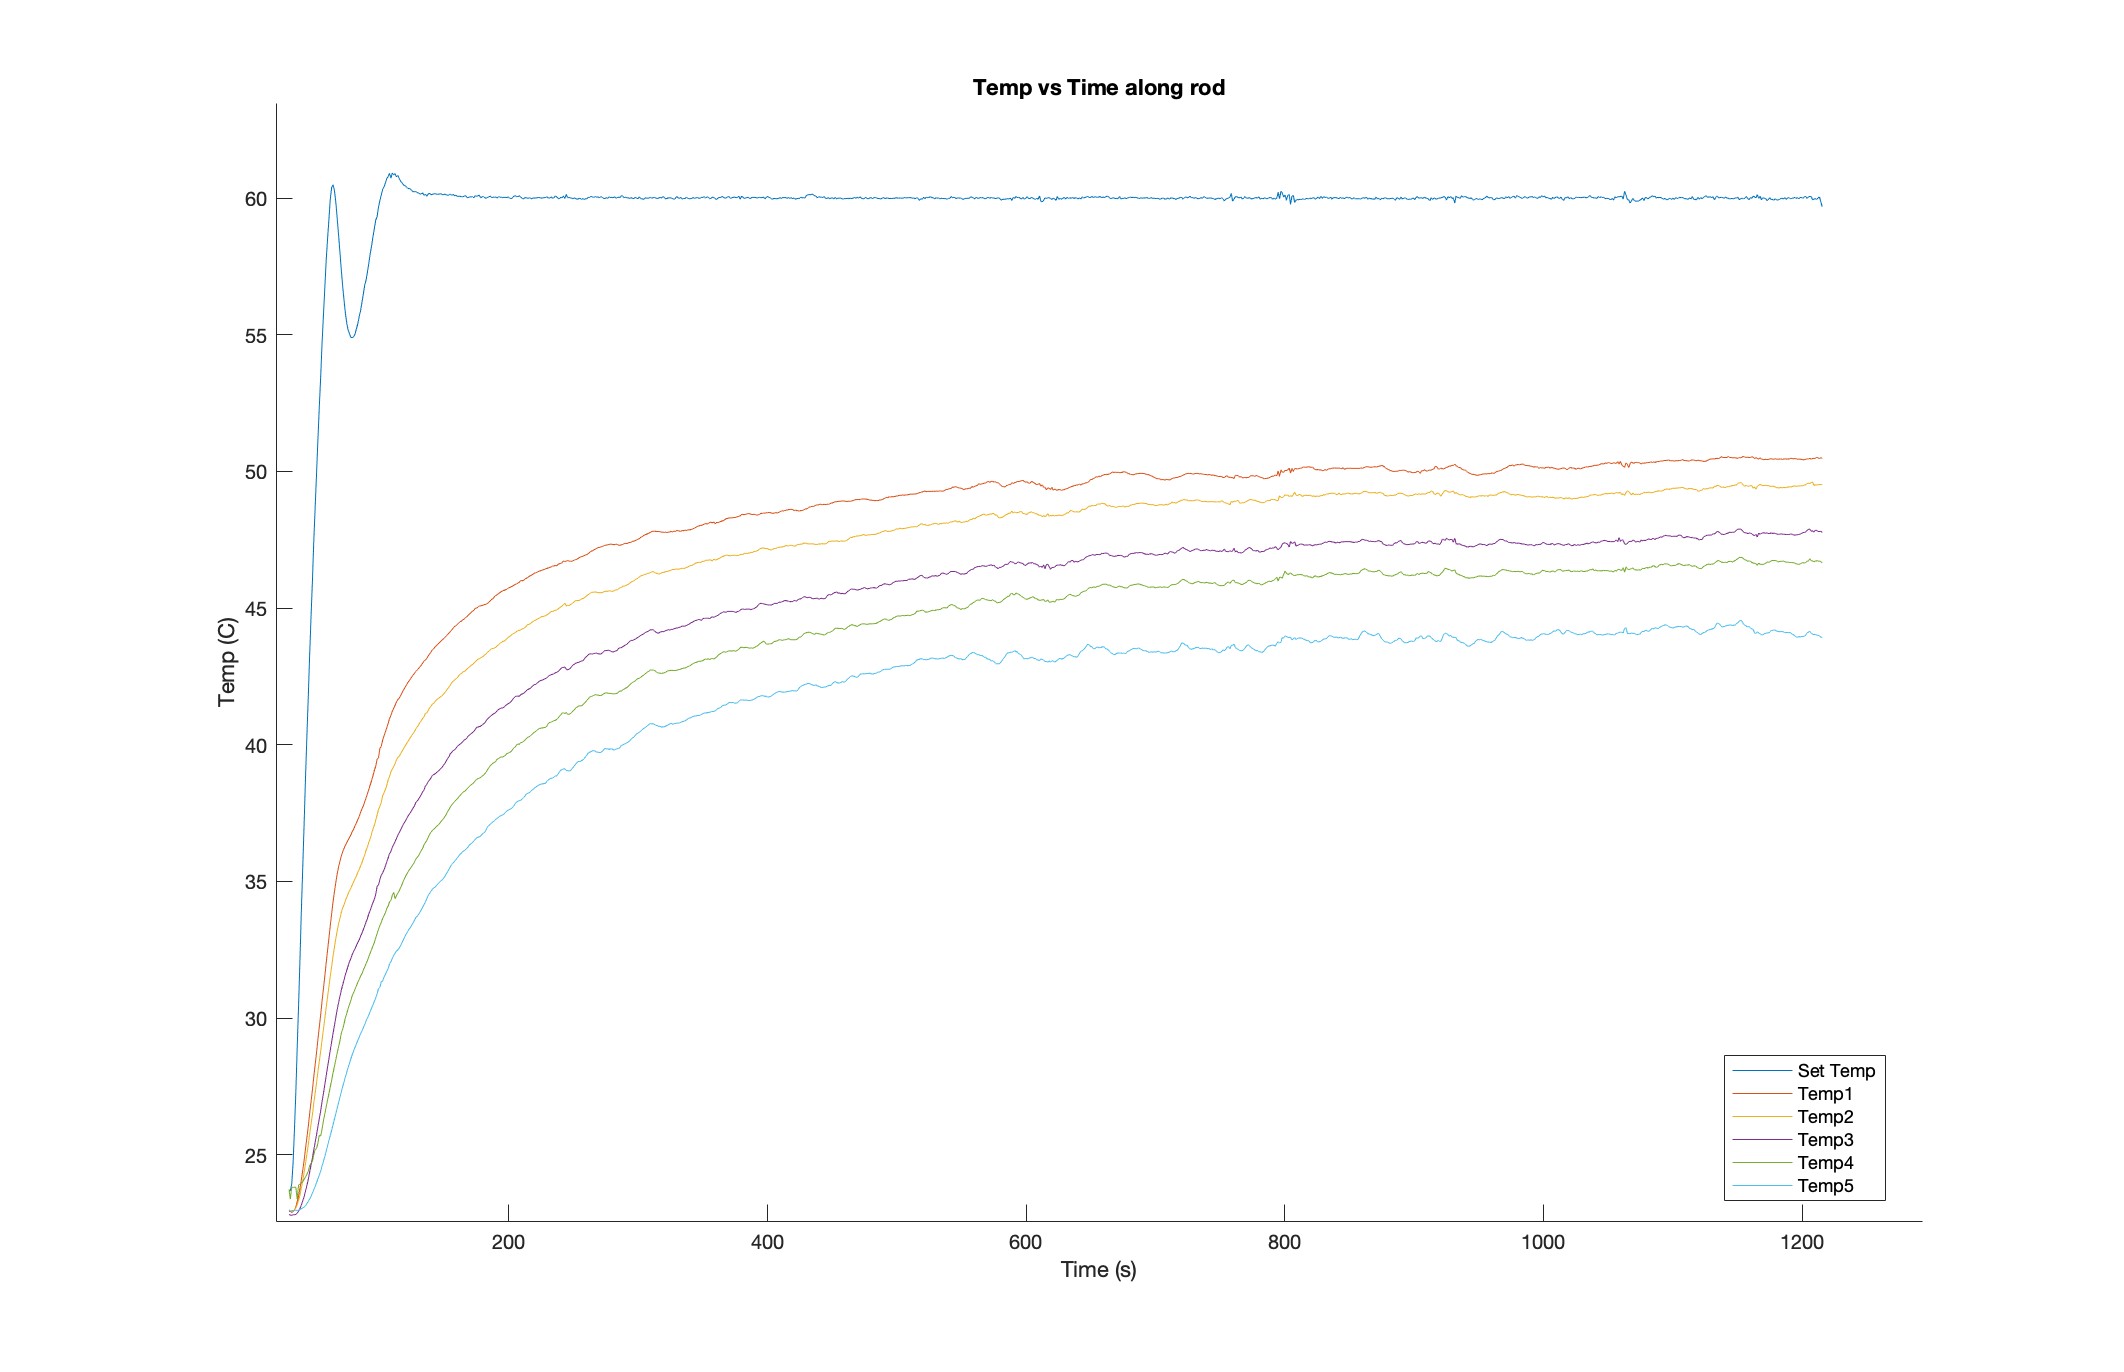 Temp vs Time along rod
60
55
50
45
40
35
30
25
Temp (C)
200 400 600 800 1000 1200
Time (s)
Set Temp
Temp1
Temp2
Temp3
Temp4
Temp5